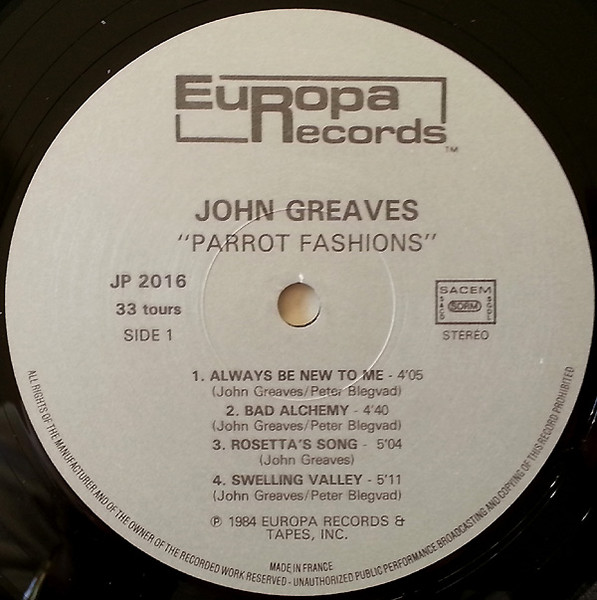 EuRopa
Records
TM
JOHN GREAVES
"PARROT FASHIONS"
JP 2016
33 tours
SIDE 1
SACEM
SACD
SDRM
SGDL
STEREO
1. ALWAYS BE NEW TO ME - 4'05
(John Greaves/Peter Blegvad)
2. BAD ALCHEMY - 4'40
(John Greaves/Peter Blegvad)
3. ROSETTA'S SONG - 5'04
(John Greaves)
4. SWELLING VALLEY - 5'11
(John Greaves/Peter Blegvad)
℗ 1984 EUROPA RECORDS &
TAPES, INC.
MADE IN FRANCE
ALL RIGHTS OF THE MANUFACTURER AND OF THE OWNER OF THE RECORDED WORK RESERVED - UNAUTHORIZED PUBLIC PERFORMANCE BROADCASTING AND COPYING OF THIS RECORD PROHIBITED